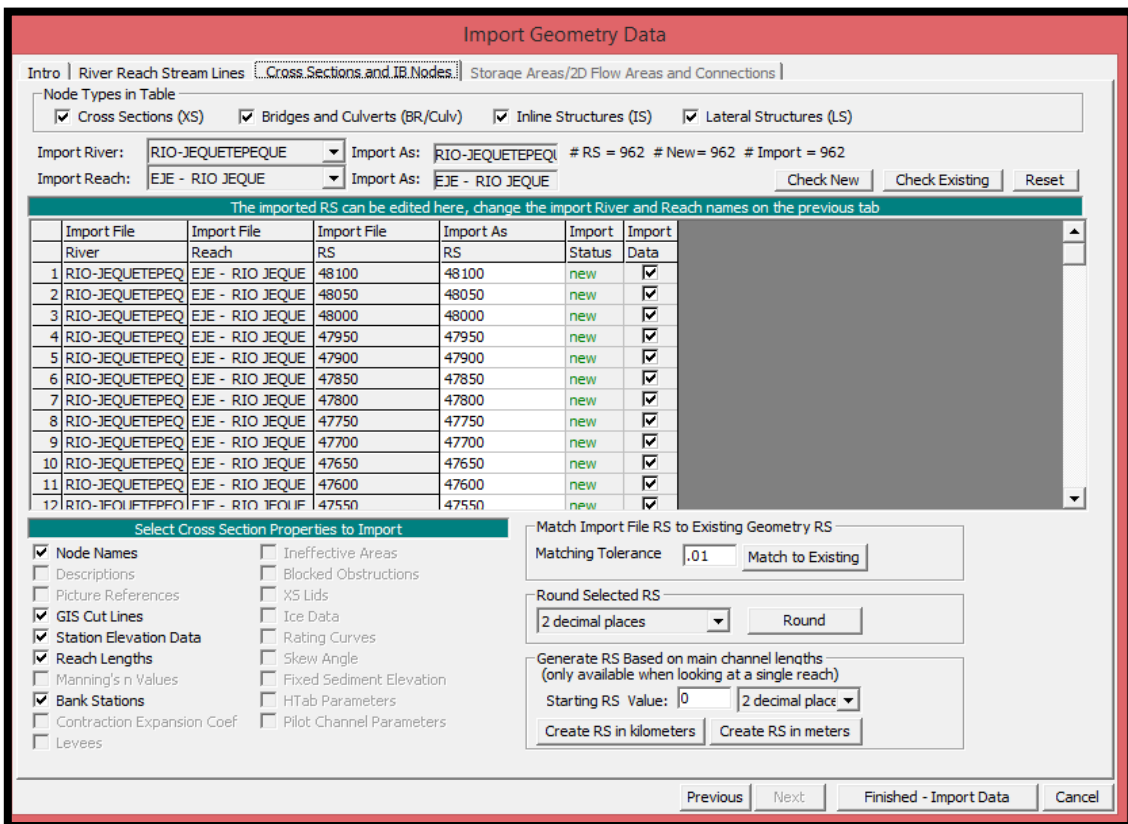 Import Geometry Data
Intro River Reach Stream Lines Cross Sections and IB Nodes Storage Areas/2D Flow Areas and Connections
Node Types in Table
Cross Sections (XS) Bridges and Culverts (BR/Culv) Inline Structures (IS) Lateral Structures (LS)
Import River: RIO-JEQUETEPEQUE Import As: RIO-JEQUETEPEQU # RS = 962 # New= 962 # Import = 962
Import Reach: EJE - RIO JEQUE Import As: EJE - RIO JEQUE
Check New Check Existing Reset
The imported RS can be edited here, change the import River and Reach names on the previous tab
Import File Import File Import File Import As Import Import
River Reach RS RS Status Data
1 RIO-JEQUETEPEQ EJE - RIO JEQUE 48100 48100 new
2 RIO-JEQUETEPEQ EJE - RIO JEQUE 48050 48050 new
3 RIO-JEQUETEPEQ EJE - RIO JEQUE 48000 48000 new
4 RIO-JEQUETEPEQ EJE - RIO JEQUE 47950 47950 new
5 RIO-JEQUETEPEQ EJE - RIO JEQUE 47900 47900 new
6 RIO-JEQUETEPEQ EJE - RIO JEQUE 47850 47850 new
7 RIO-JEQUETEPEQ EJE - RIO JEQUE 47800 47800 new
8 RIO-JEQUETEPEQ EJE - RIO JEQUE 47750 47750 new
9 RIO-JEQUETEPEQ EJE - RIO JEQUE 47700 47700 new
10 RIO-JEQUETEPEQ EJE - RIO JEQUE 47650 47650 new
11 RIO-JEQUETEPEQ EJE - RIO JEQUE 47600 47600 new
12 RIO-JEQUETEPEQ EJE - RIO JEQUE 47550 47550 new
Select Cross Section Properties to Import
Node Names Ineffective Areas
Descriptions Blocked Obstructions
Picture References XS Lids
GIS Cut Lines Ice Data
Station Elevation Data Rating Curves
Reach Lengths Skew Angle
Manning's n Values Fixed Sediment Elevation
Bank Stations HTab Parameters
Contraction Expansion Coef Pilot Channel Parameters
Levees
Match Import File RS to Existing Geometry RS
Matching Tolerance .01 Match to Existing
Round Selected RS
2 decimal places Round
Generate RS Based on main channel lengths
(only available when looking at a single reach)
Starting RS Value: 0 2 decimal place
Create RS in kilometers Create RS in meters
Previous Next Finished - Import Data Cancel